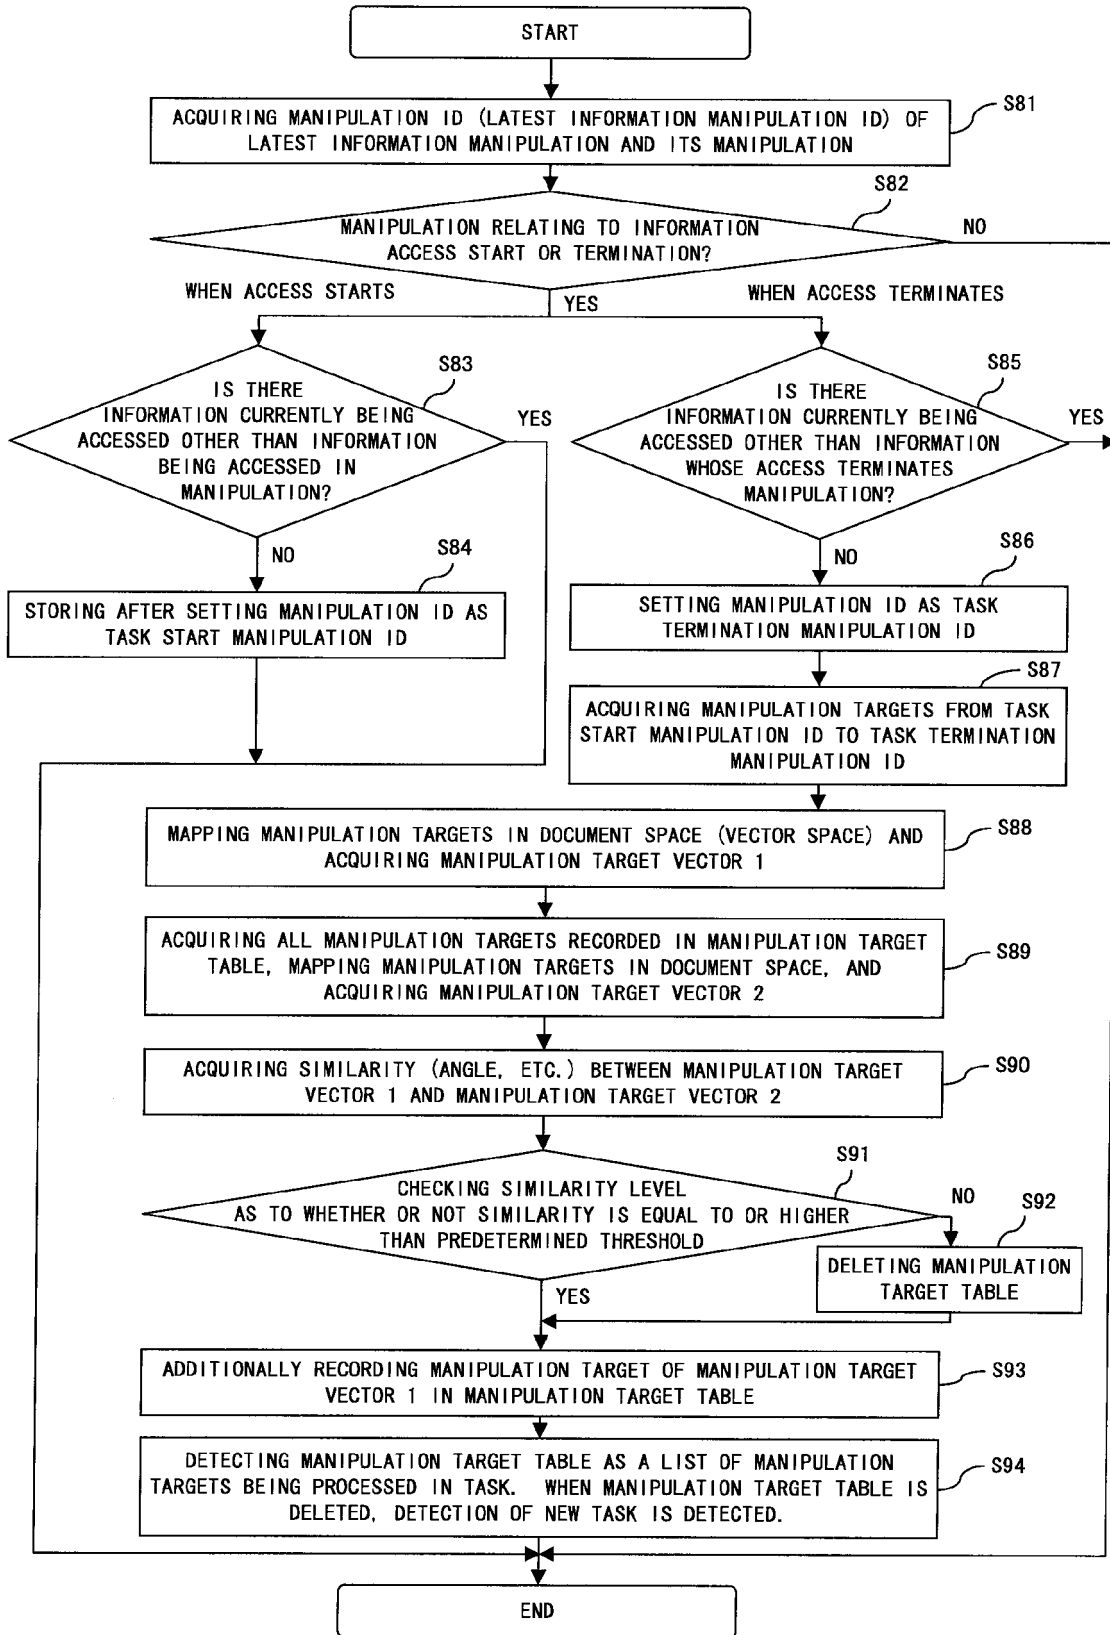 START
S81
ACQUIRING MANIPULATION ID (LATEST INFORMATION MANIPULATION ID) OF
LATEST INFORMATION MANIPULATION AND ITS MANIPULATION
S82
MANIPULATION RELATING TO INFORMATION
ACCESS START OR TERMINATION?
NO
WHEN ACCESS STARTS
YES
WHEN ACCESS TERMINATES
S83
IS THERE
INFORMATION CURRENTLY BEING
ACCESSED OTHER THAN INFORMATION
BEING ACCESSED IN
MANIPULATION?
YES
NO
S84
STORING AFTER SETTING MANIPULATION ID AS
TASK START MANIPULATION ID
S85
IS THERE
INFORMATION CURRENTLY BEING
ACCESSED OTHER THAN INFORMATION
WHOSE ACCESS TERMINATES
MANIPULATION?
YES
NO
S86
SETTING MANIPULATION ID AS TASK
TERMINATION MANIPULATION ID
S87
ACQUIRING MANIPULATION TARGETS FROM TASK
START MANIPULATION ID TO TASK TERMINATION
MANIPULATION ID
S88
MAPPING MANIPULATION TARGETS IN DOCUMENT SPACE (VECTOR SPACE) AND
ACQUIRING MANIPULATION TARGET VECTOR 1
S89
ACQUIRING ALL MANIPULATION TARGETS RECORDED IN MANIPULATION TARGET
TABLE, MAPPING MANIPULATION TARGETS IN DOCUMENT SPACE, AND
ACQUIRING MANIPULATION TARGET VECTOR 2
S90
ACQUIRING SIMILARITY (ANGLE, ETC.) BETWEEN MANIPULATION TARGET
VECTOR 1 AND MANIPULATION TARGET VECTOR 2
S91
CHECKING SIMILARITY LEVEL
AS TO WHETHER OR NOT SIMILARITY IS EQUAL TO OR HIGHER
THAN PREDETERMINED THRESHOLD
NO
S92
DELETING MANIPULATION
TARGET TABLE
YES
S93
ADDITIONALLY RECORDING MANIPULATION TARGET OF MANIPULATION TARGET
VECTOR 1 IN MANIPULATION TARGET TABLE
S94
DETECTING MANIPULATION TARGET TABLE AS A LIST OF MANIPULATION
TARGETS BEING PROCESSED IN TASK. WHEN MANIPULATION TARGET TABLE IS
DELETED, DETECTION OF NEW TASK IS DETECTED.
END